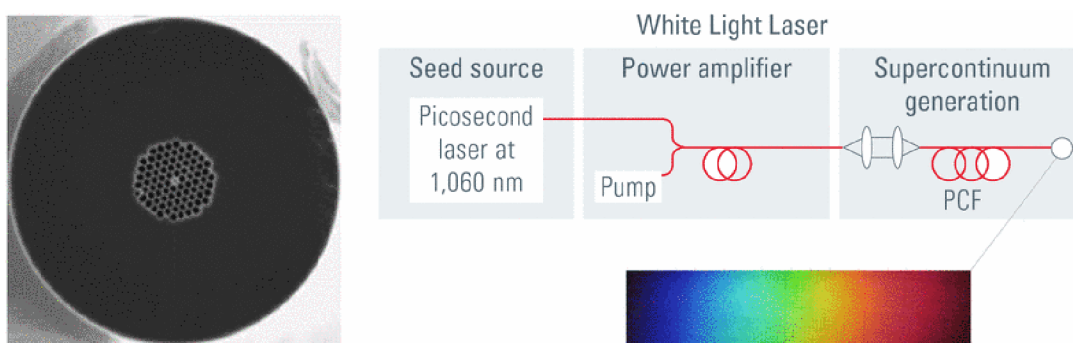 White Light Laser
Seed source
Picosecond
laser at
1,060 nm
Power amplifier
Pump
Supercontinuum
generation
PCF